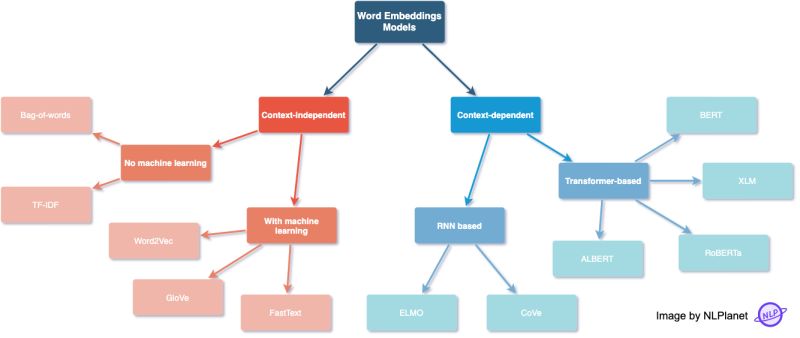 Word Embeddings
Models
Context-independent
Context-dependent
Bag-of-words
BERT
No machine learning
Transformer-based
XLM
TF-IDF
With machine
learning
RNN based
Word2Vec
ALBERT
RoBERTa
GloVe
FastText
ELMO
CoVe
Image by NLPlanet
NLP